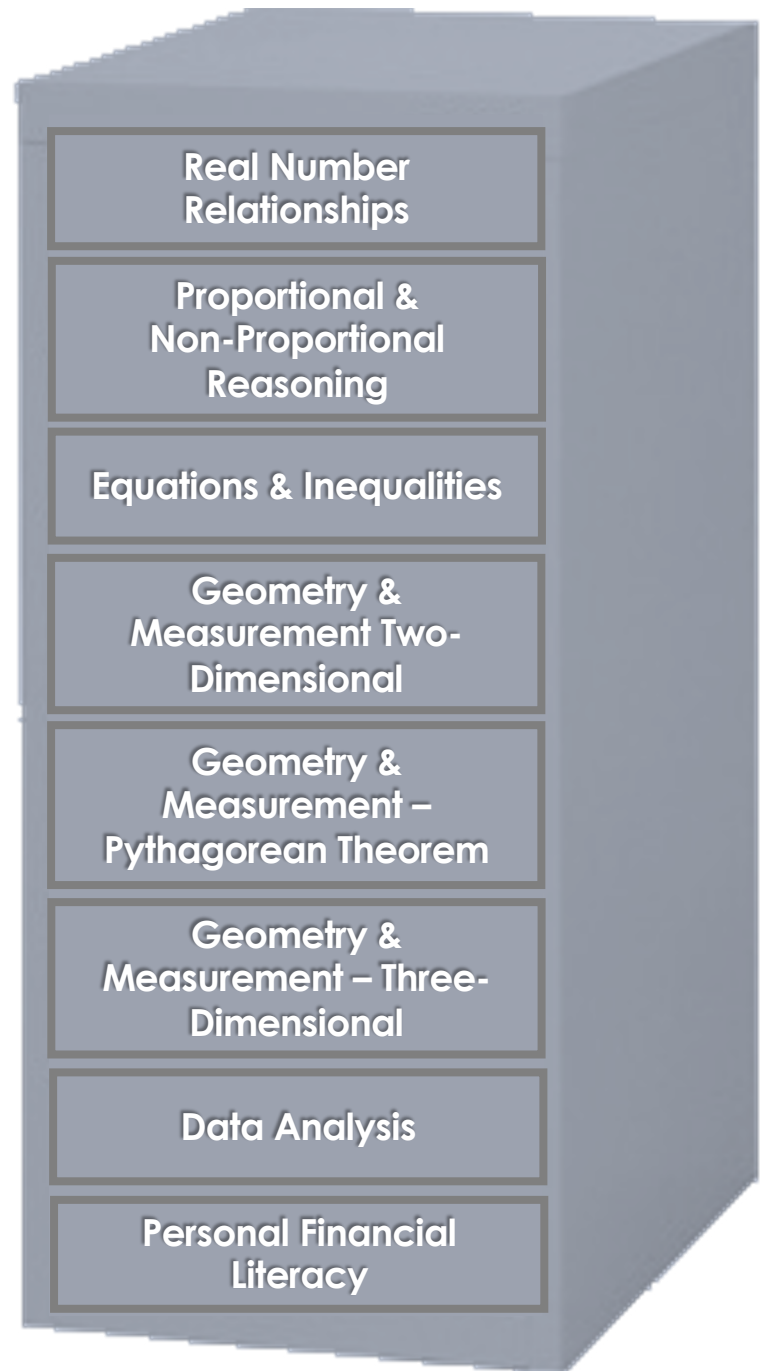 Real Number
Relationships
Proportional &
Non-Proportional
Reasoning
Equations & Inequalities
Geometry &
Measurement Two-
Dimensional
Geometry &
Measurement –
Pythagorean Theorem
Geometry &
Measurement – Three-
Dimensional
Data Analysis
Personal Financial
Literacy